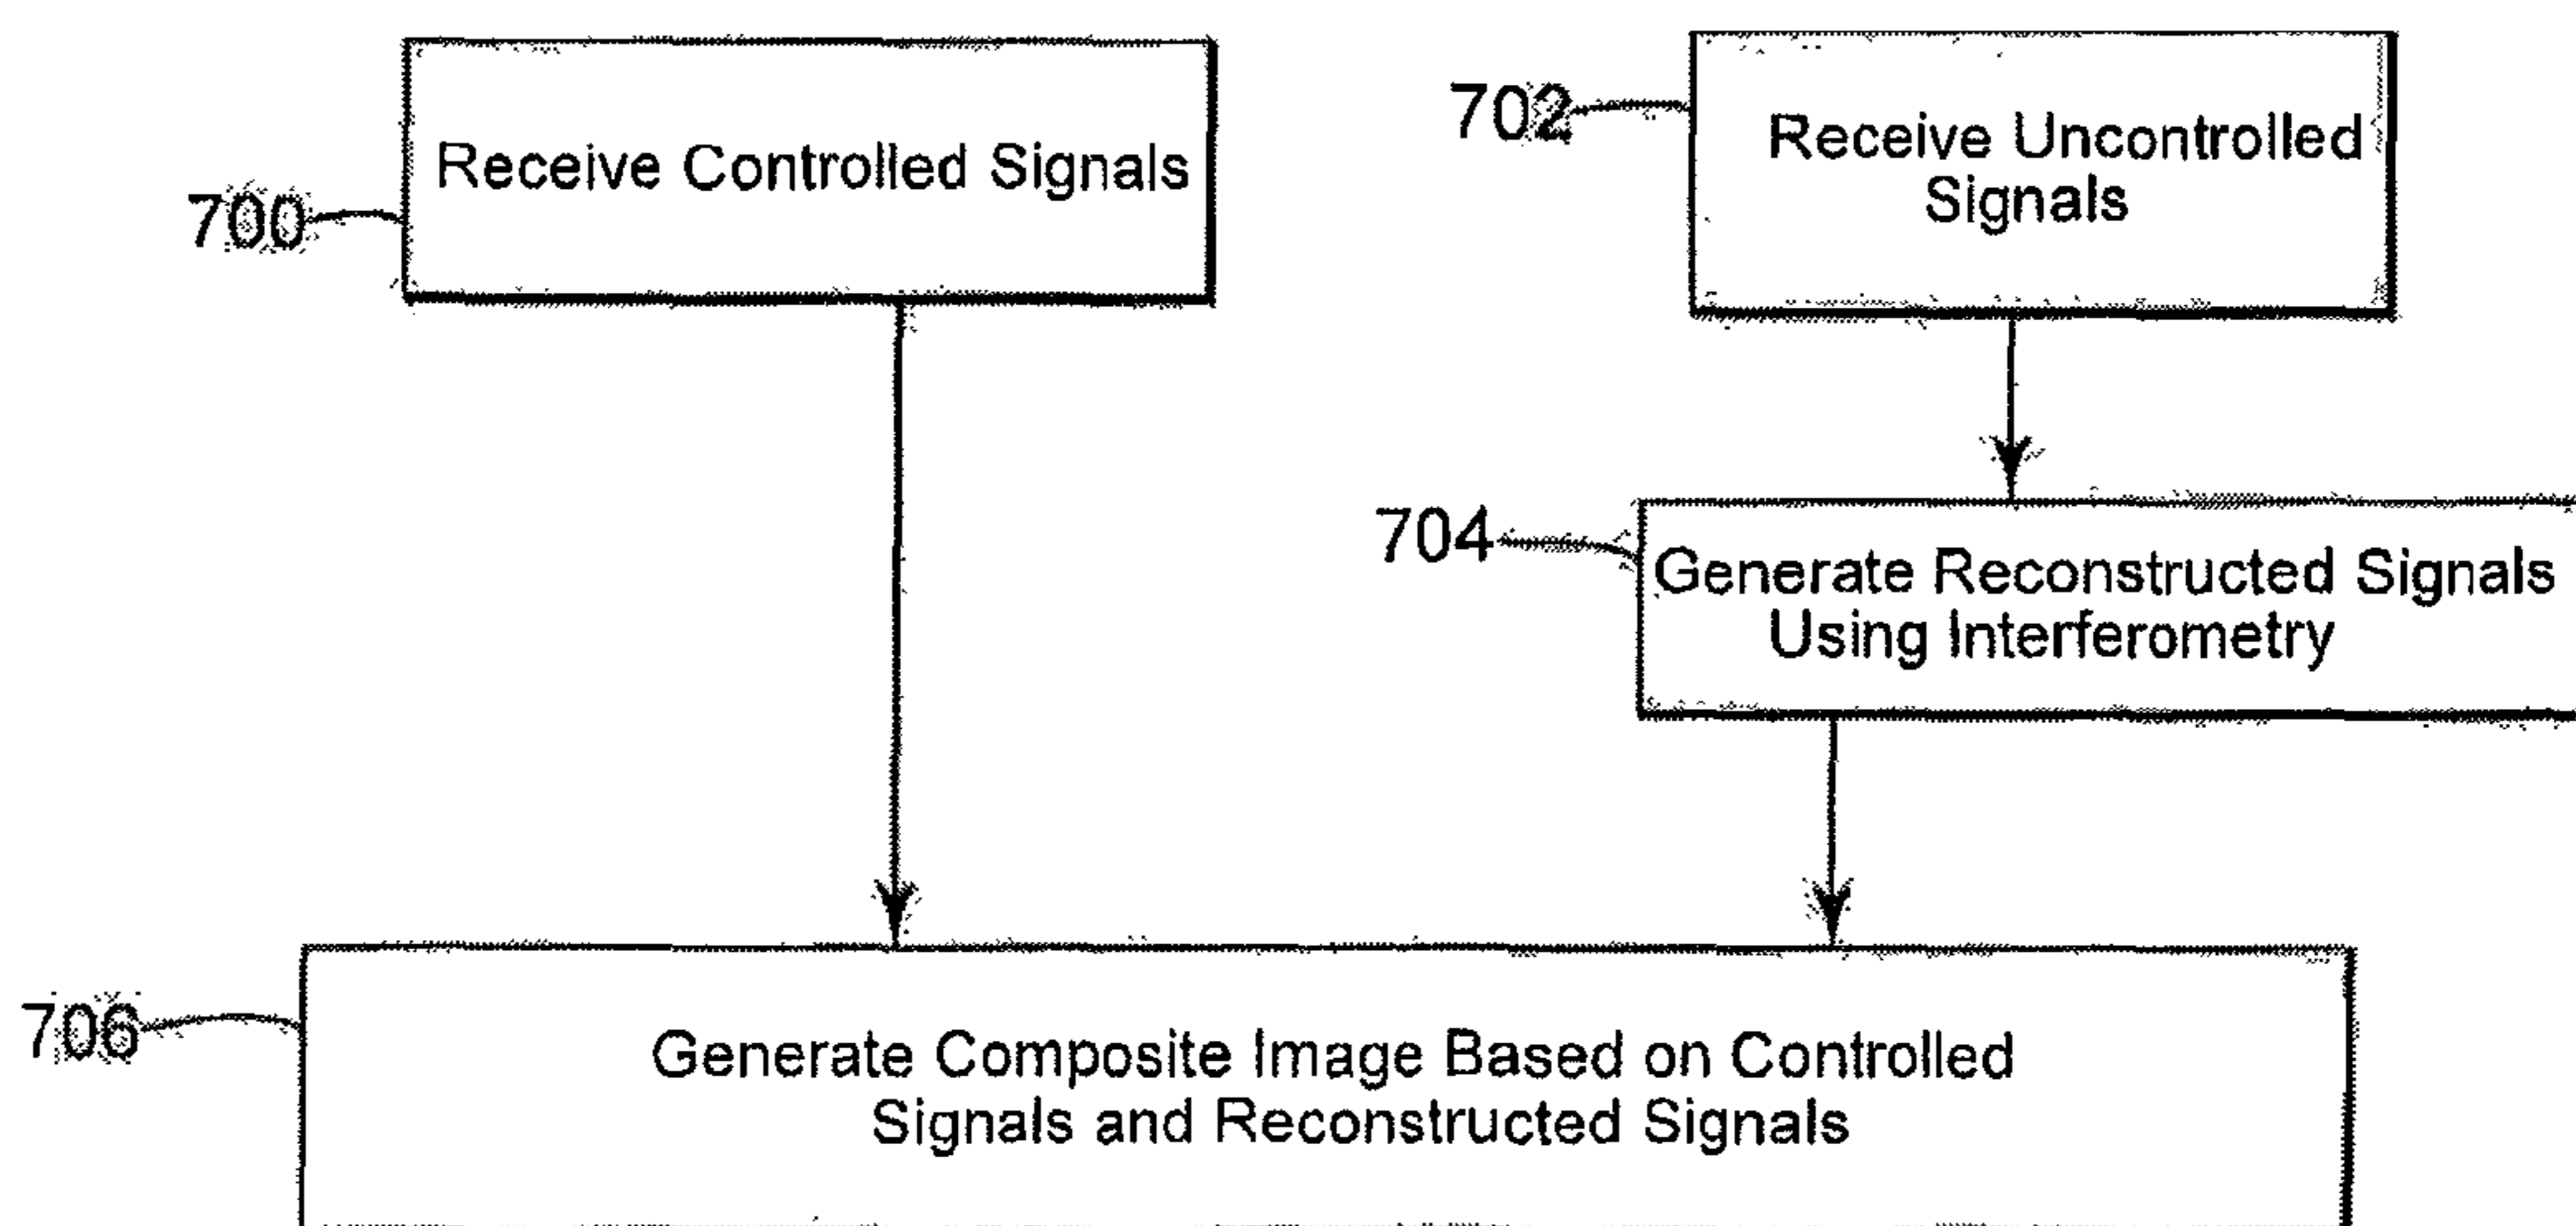 700
Receive Controlled Signals
702
Receive Uncontrolled
Signals
704
Generate Reconstructed Signals
Using Interferometry
706
Generate Composite Image Based on Controlled
Signals and Reconstructed Signals